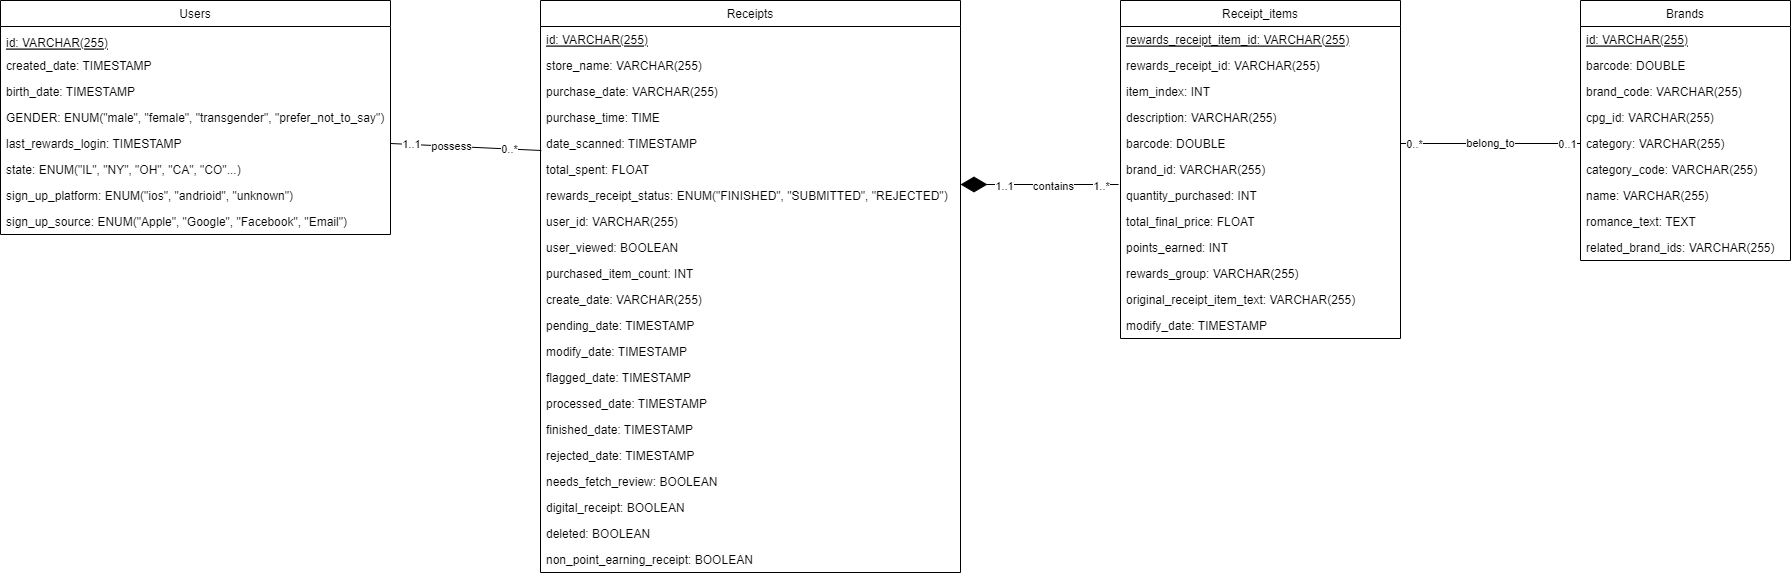 Users
id: VARCHAR(255)
created_date: TIMESTAMP
birth_date: TIMESTAMP
GENDER: ENUM("male", "female", "transgender", "prefer_not_to_say")
last_rewards_login: TIMESTAMP
state: ENUM("IL", "NY", "OH", "CA", "CO"...)
sign_up_platform: ENUM("ios", "andrioid", "unknown")
sign_up_source: ENUM("Apple", "Google", "Facebook", "Email")
1..1
possess
0..*
Receipts
id: VARCHAR(255)
store_name: VARCHAR(255)
purchase_date: VARCHAR(255)
purchase_time: TIME
date_scanned: TIMESTAMP
total_spent: FLOAT
rewards_receipt_status: ENUM("FINISHED", "SUBMITTED", "REJECTED")
user_id: VARCHAR(255)
user_viewed: BOOLEAN
purchased_item_count: INT
create_date: VARCHAR(255)
pending_date: TIMESTAMP
modify_date: TIMESTAMP
flagged_date: TIMESTAMP
processed_date: TIMESTAMP
finished_date: TIMESTAMP
rejected_date: TIMESTAMP
needs_fetch_review: BOOLEAN
digital_receipt: BOOLEAN
deleted: BOOLEAN
non_point_earning_receipt: BOOLEAN
1..1
contains
1..*
Receipt_items
rewards_receipt_item_id: VARCHAR(255)
rewards_receipt_id: VARCHAR(255)
item_index: INT
description: VARCHAR(255)
barcode: DOUBLE
brand_id: VARCHAR(255)
quantity_purchased: INT
total_final_price: FLOAT
points_earned: INT
rewards_group: VARCHAR(255)
original_receipt_item_text: VARCHAR(255)
modify_date: TIMESTAMP
0..*
belong_to
0..1
Brands
id: VARCHAR(255)
barcode: DOUBLE
brand_code: VARCHAR(255)
cpg_id: VARCHAR(255)
category: VARCHAR(255)
category_code: VARCHAR(255)
name: VARCHAR(255)
romance_text: TEXT
related_brand_ids: VARCHAR(255)